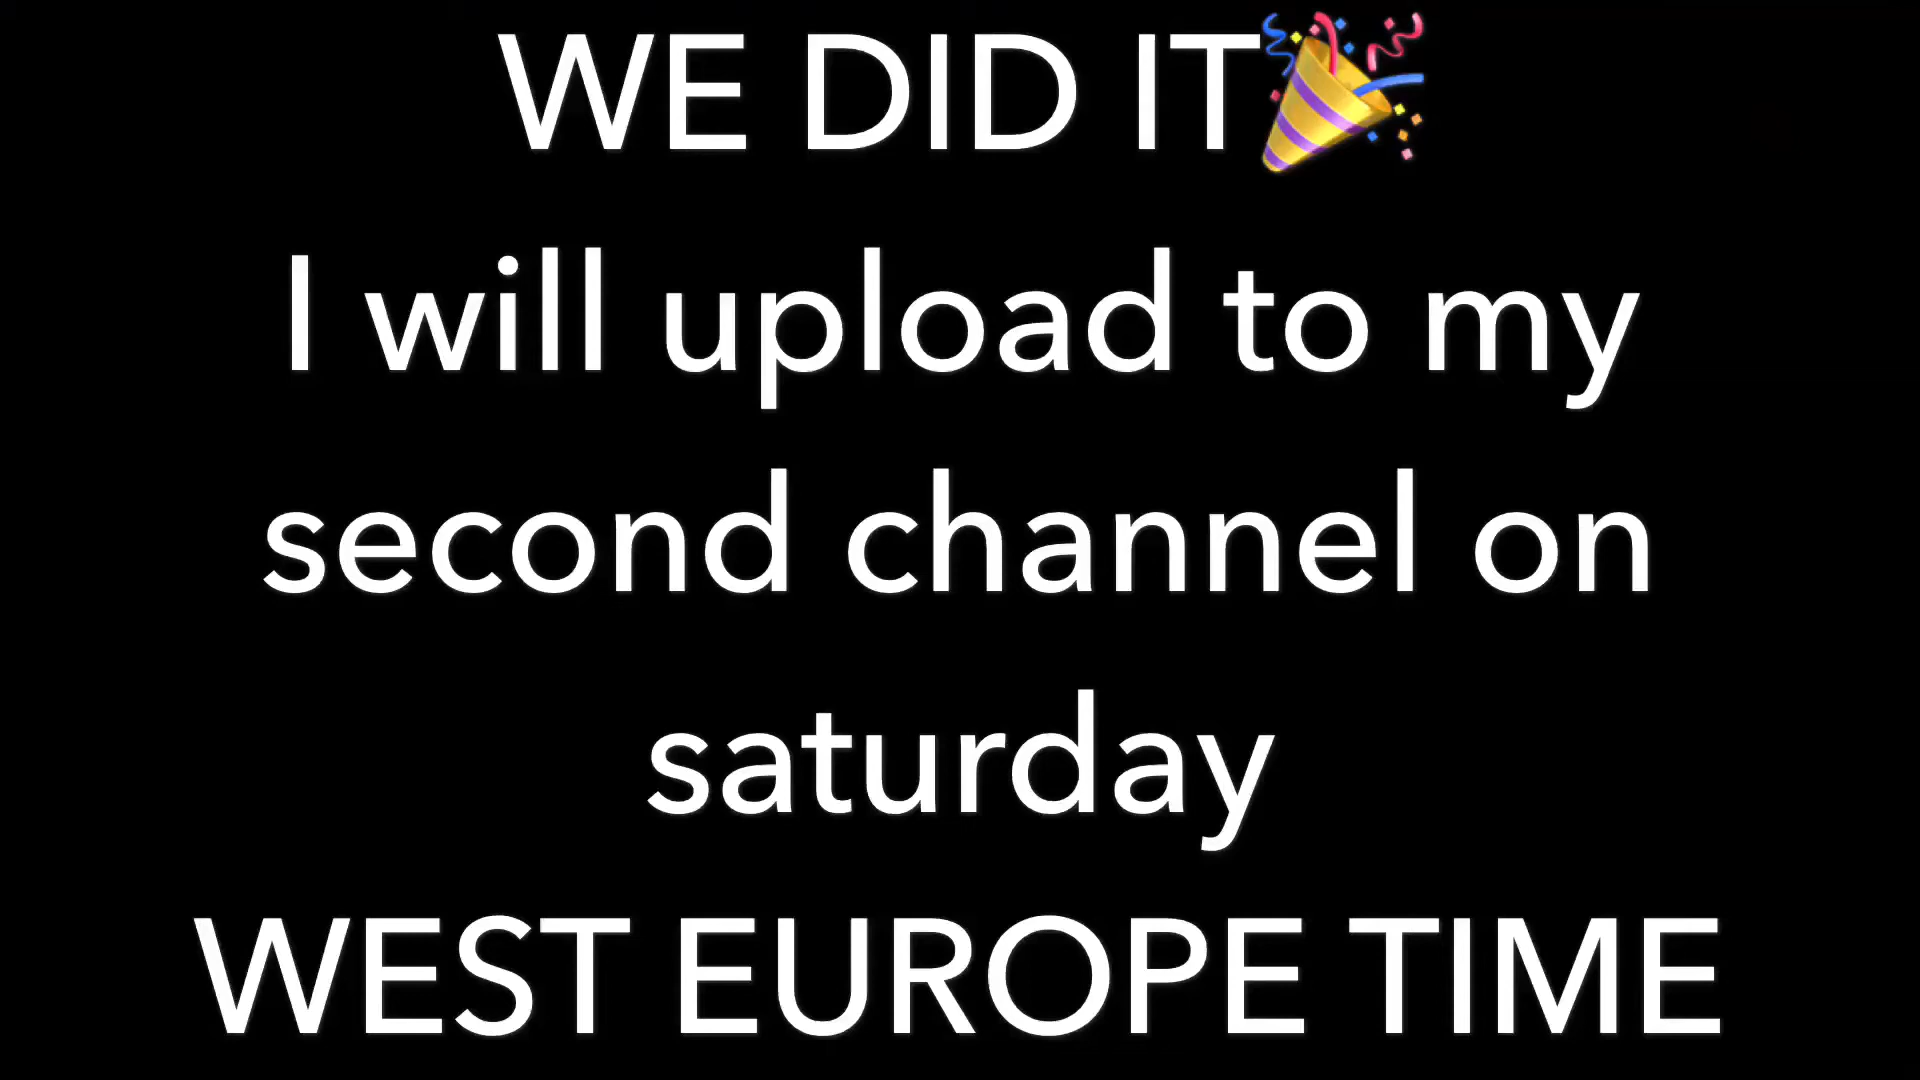 WE DID IT🎉
I will upload to my
second channel on
saturday
WEST EUROPE TIME